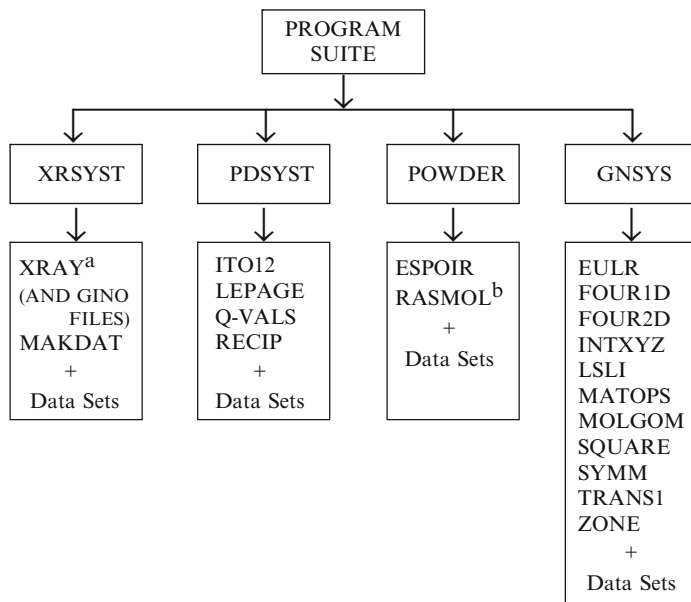 PROGRAM
SUITE
XRSYST
PDSYST
POWDER
GNSYS
XRAYa
(AND GINO
FILES)
MAKDAT
+
Data Sets
ITO12
LEPAGE
Q-VALS
RECIP
+
Data Sets
ESPOIR
RASMOLb
+
Data Sets
EULR
FOUR1D
FOUR2D
INTXYZ
LSLI
MATOPS
MOLGOM
SQUARE
SYMM
TRANS1
ZONE
+
Data Sets